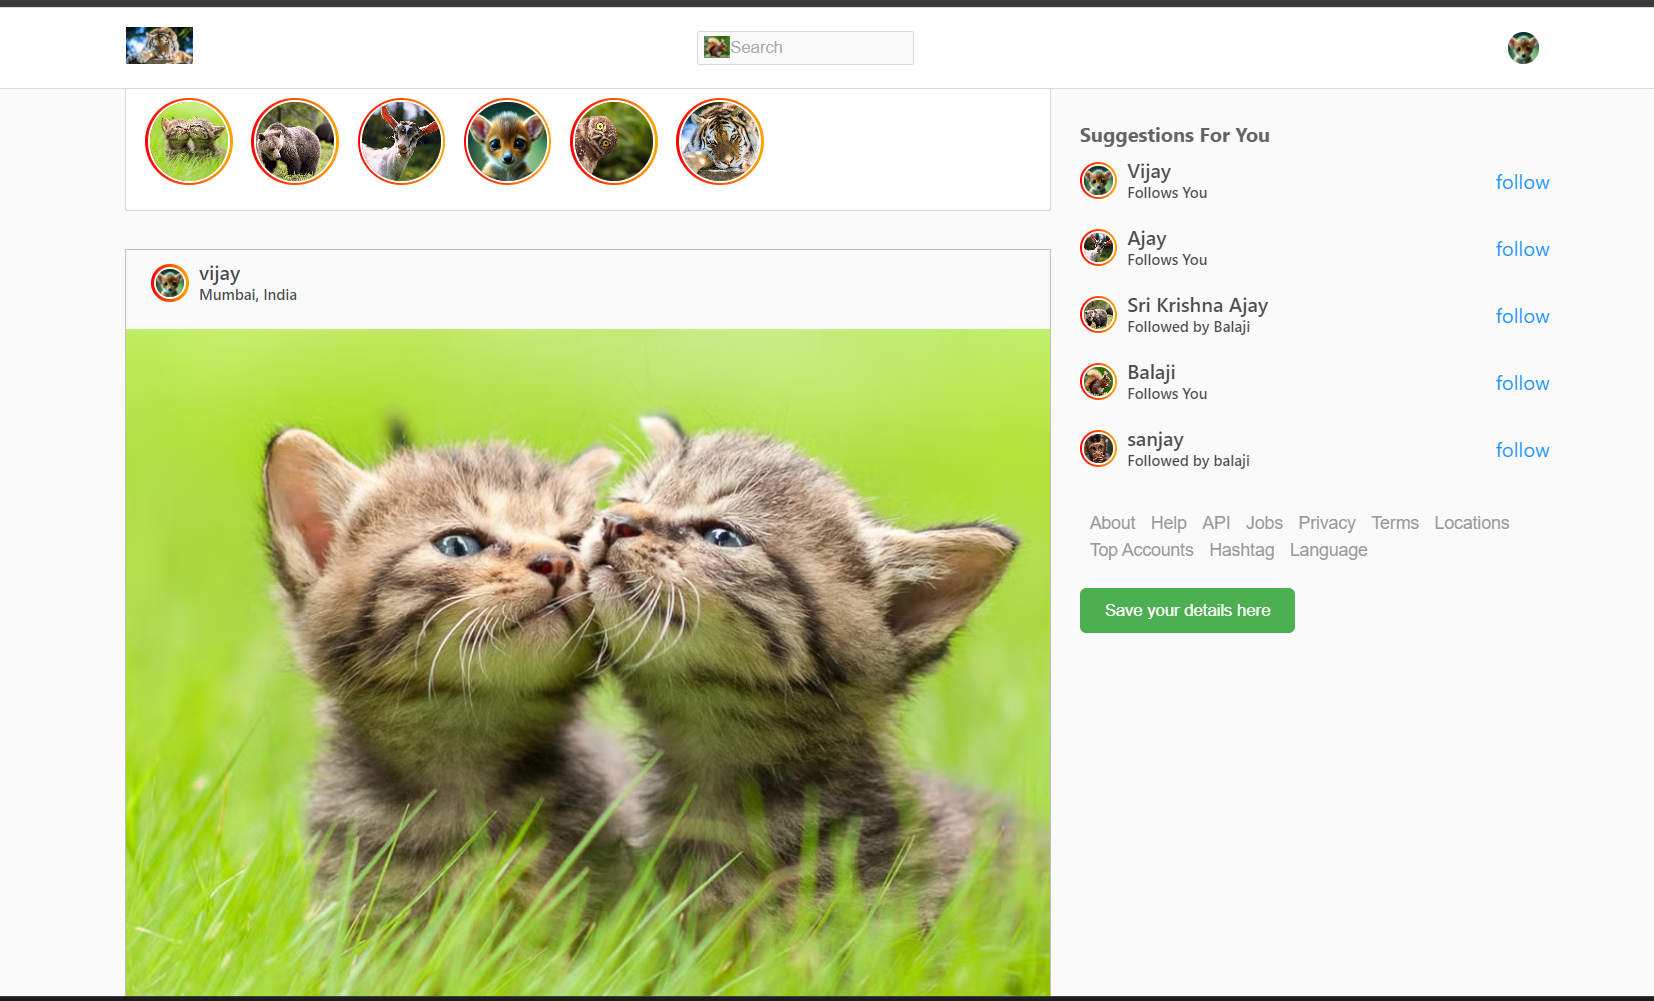 Search
vijay
Mumbai, India
Suggestions For You
Vijay
Follows You
follow
Ajay
Follows You
follow
Sri Krishna Ajay
Followed by Balaji
follow
Balaji
Follows You
follow
sanjay
Followed by balaji
follow
About Help API Jobs Privacy Terms Locations
Top Accounts Hashtag Language
Save your details here